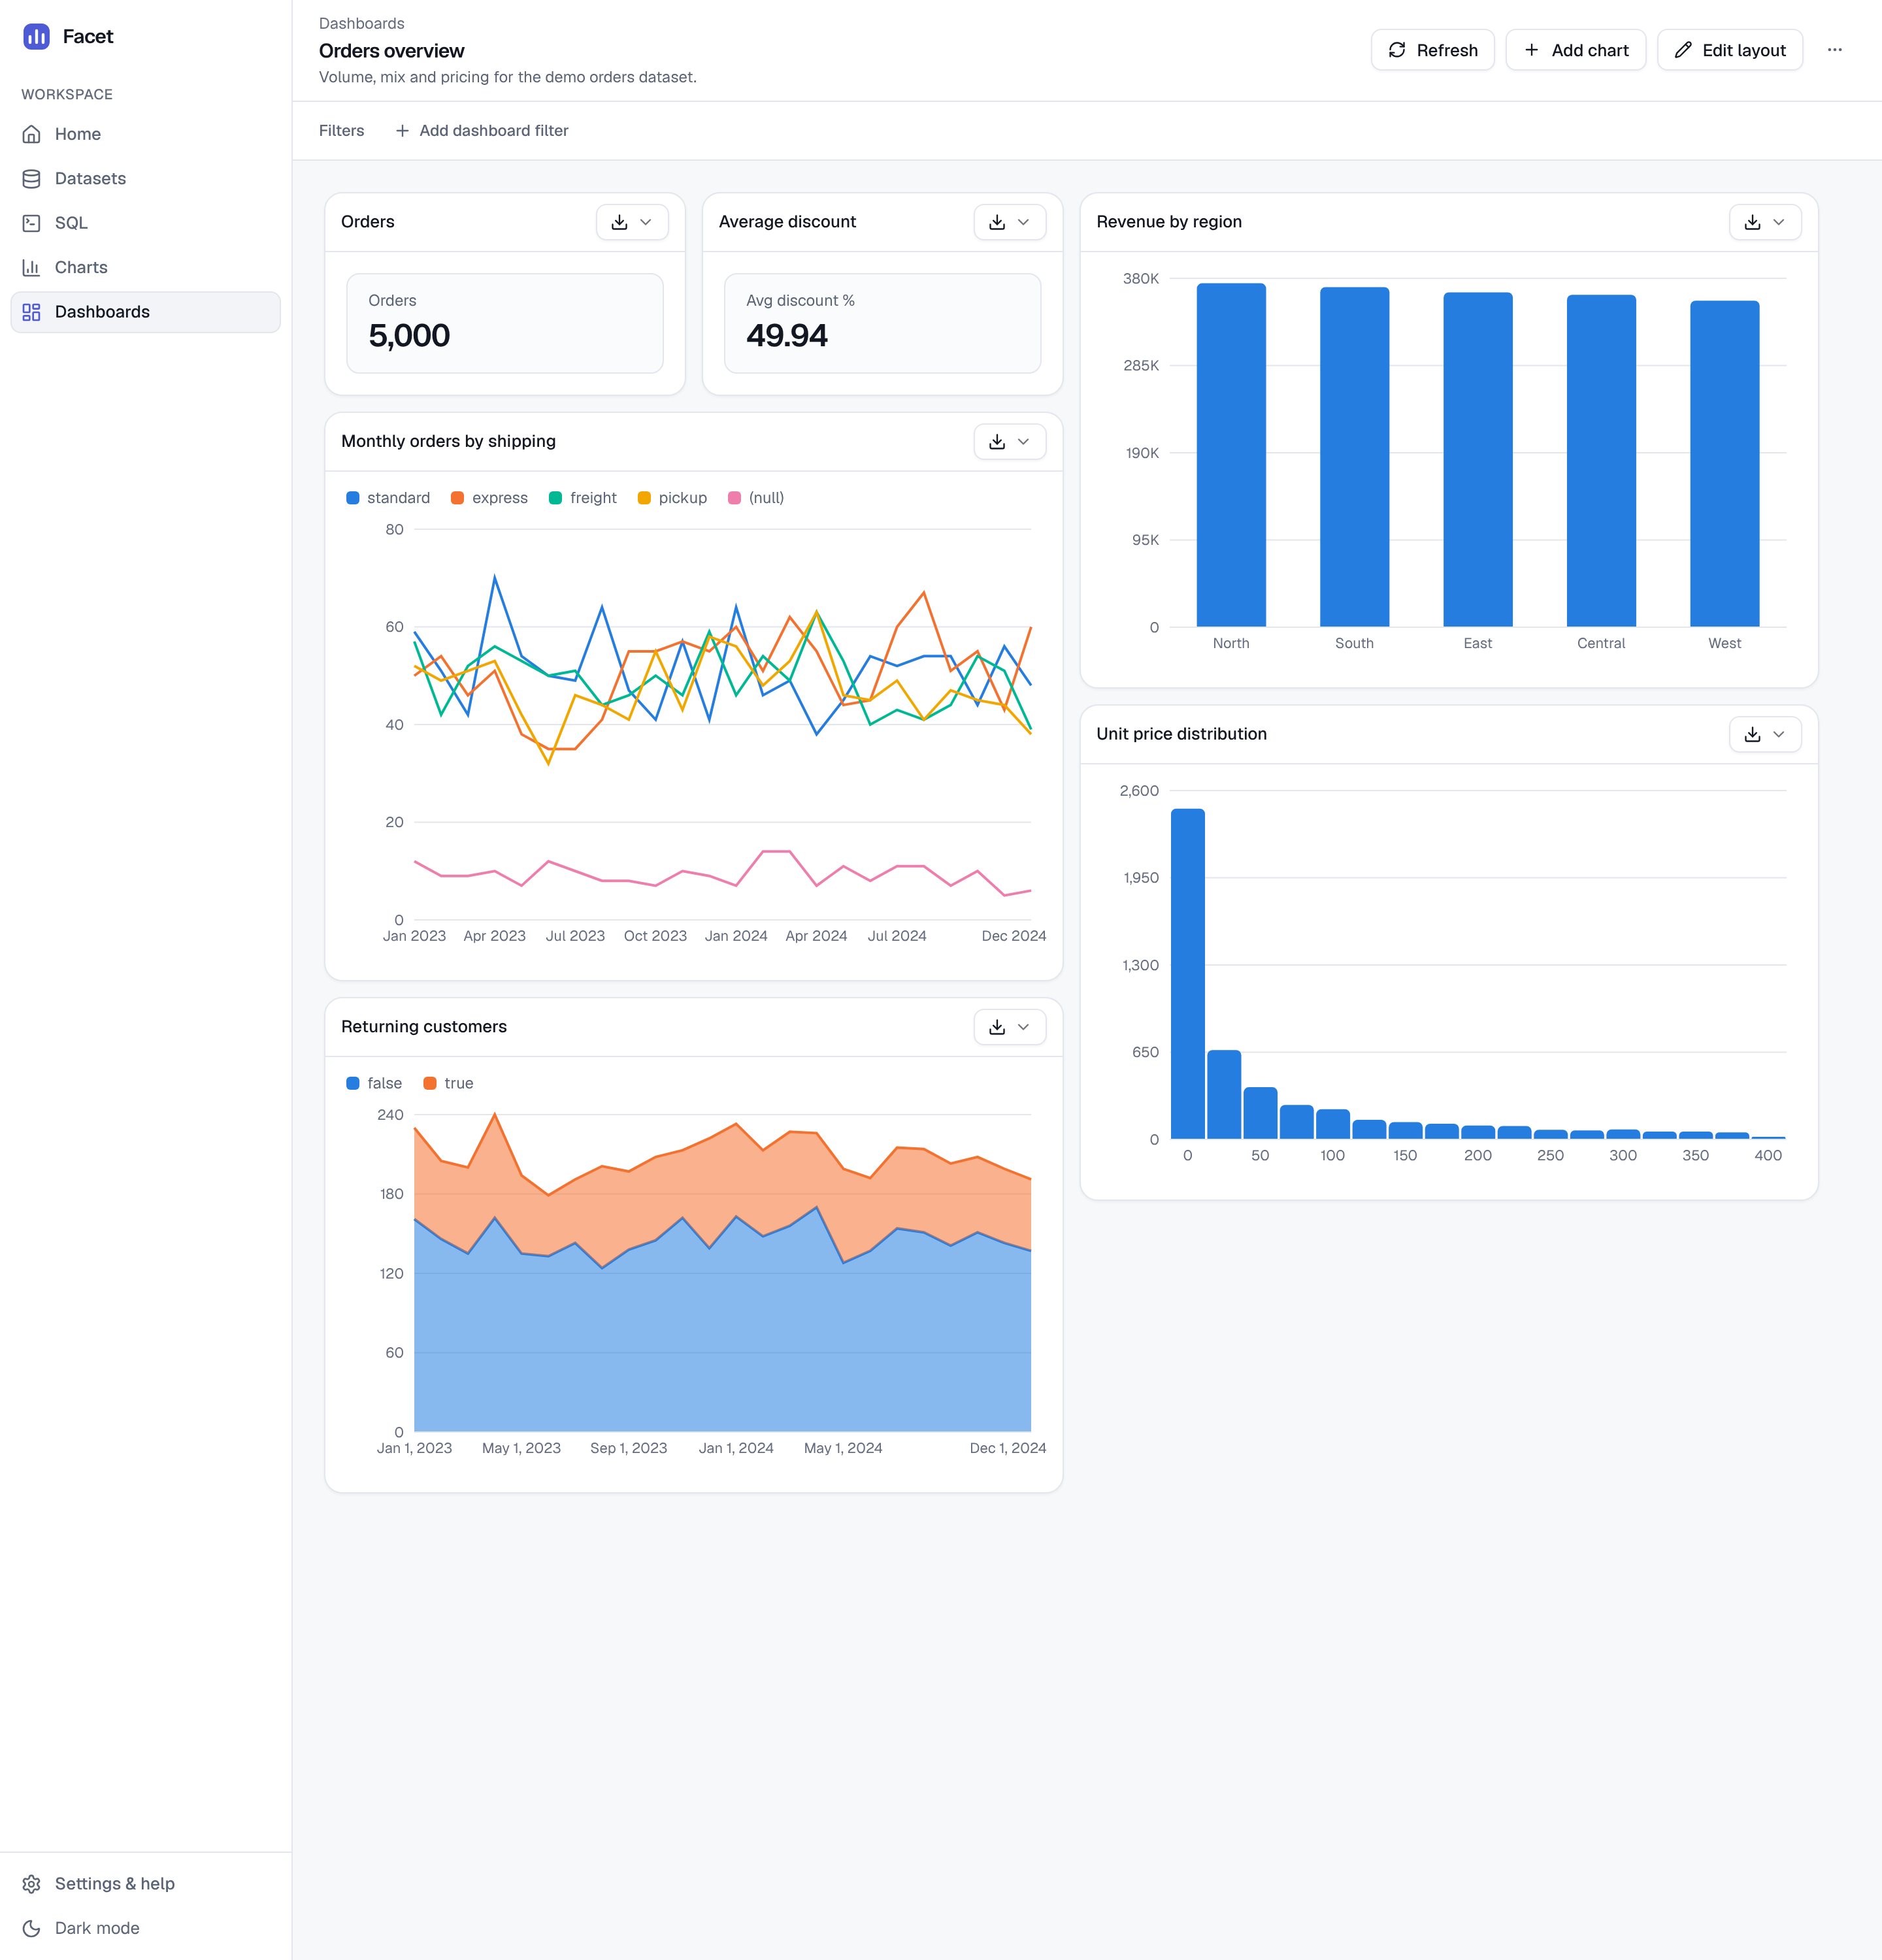 Facet
WORKSPACE
Home
Datasets
SQL
Charts
Dashboards
Settings & help
Dark mode
Dashboards
Orders overview
Volume, mix and pricing for the demo orders dataset.
Refresh
Add chart
Edit layout
Filters
Add dashboard filter
Orders
Orders
5,000
Average discount
Avg discount %
49.94
Revenue by region
380K
285K
190K
95K
0
North South East Central West
Monthly orders by shipping
standard express freight pickup (null)
80
60
40
20
0
Jan 2023 Apr 2023 Jul 2023 Oct 2023 Jan 2024 Apr 2024 Jul 2024 Dec 2024
Unit price distribution
2,600
1,950
1,300
650
0
0 50 100 150 200 250 300 350 400
Returning customers
false true
240
180
120
60
0
Jan 1, 2023 May 1, 2023 Sep 1, 2023 Jan 1, 2024 May 1, 2024 Dec 1, 2024